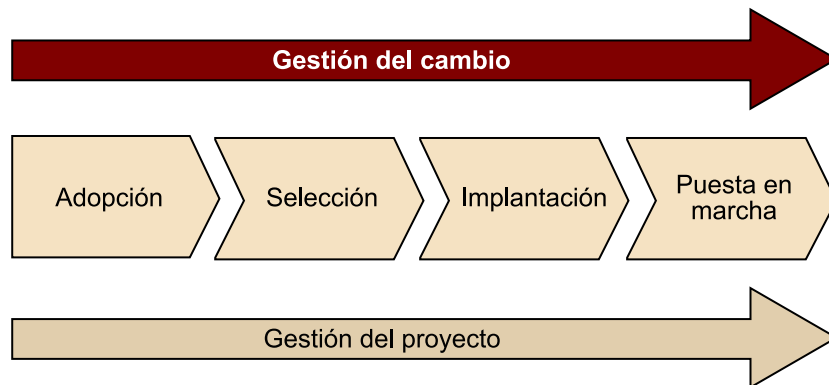 Gestión del cambio
Adopción
Selección
Implantación
Puesta en
marcha
Gestión del proyecto